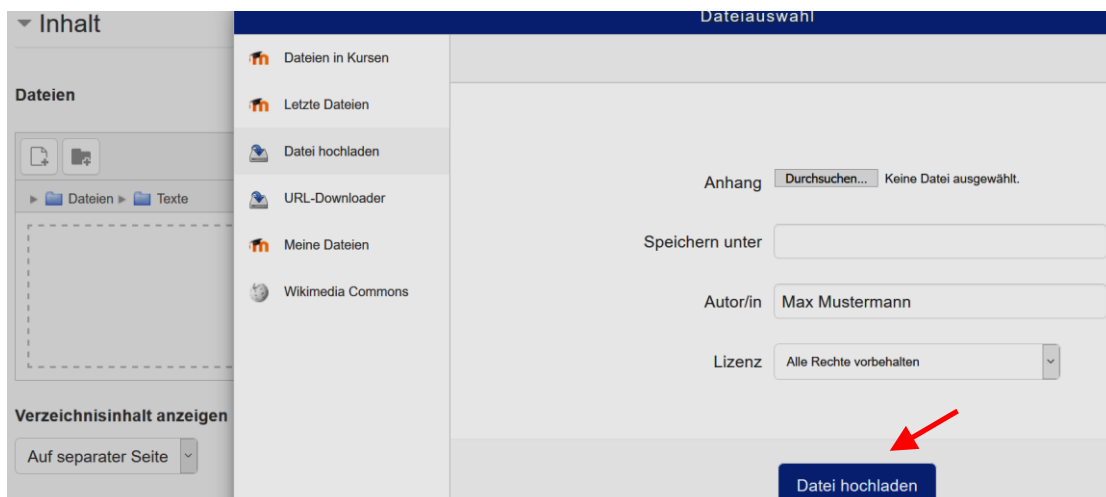 Inhalt
Dateien
Dateien Texte
Verzeichnisinhalt anzeigen
Auf separater Seite
Dateiauswahl
Dateien in Kursen
Letzte Dateien
Datei hochladen
URL-Downloader
Meine Dateien
Wikimedia Commons
Anhang Durchsuchen... Keine Datei ausgewählt.
Speichern unter
Autor/in Max Mustermann
Lizenz Alle Rechte vorbehalten
Datei hochladen